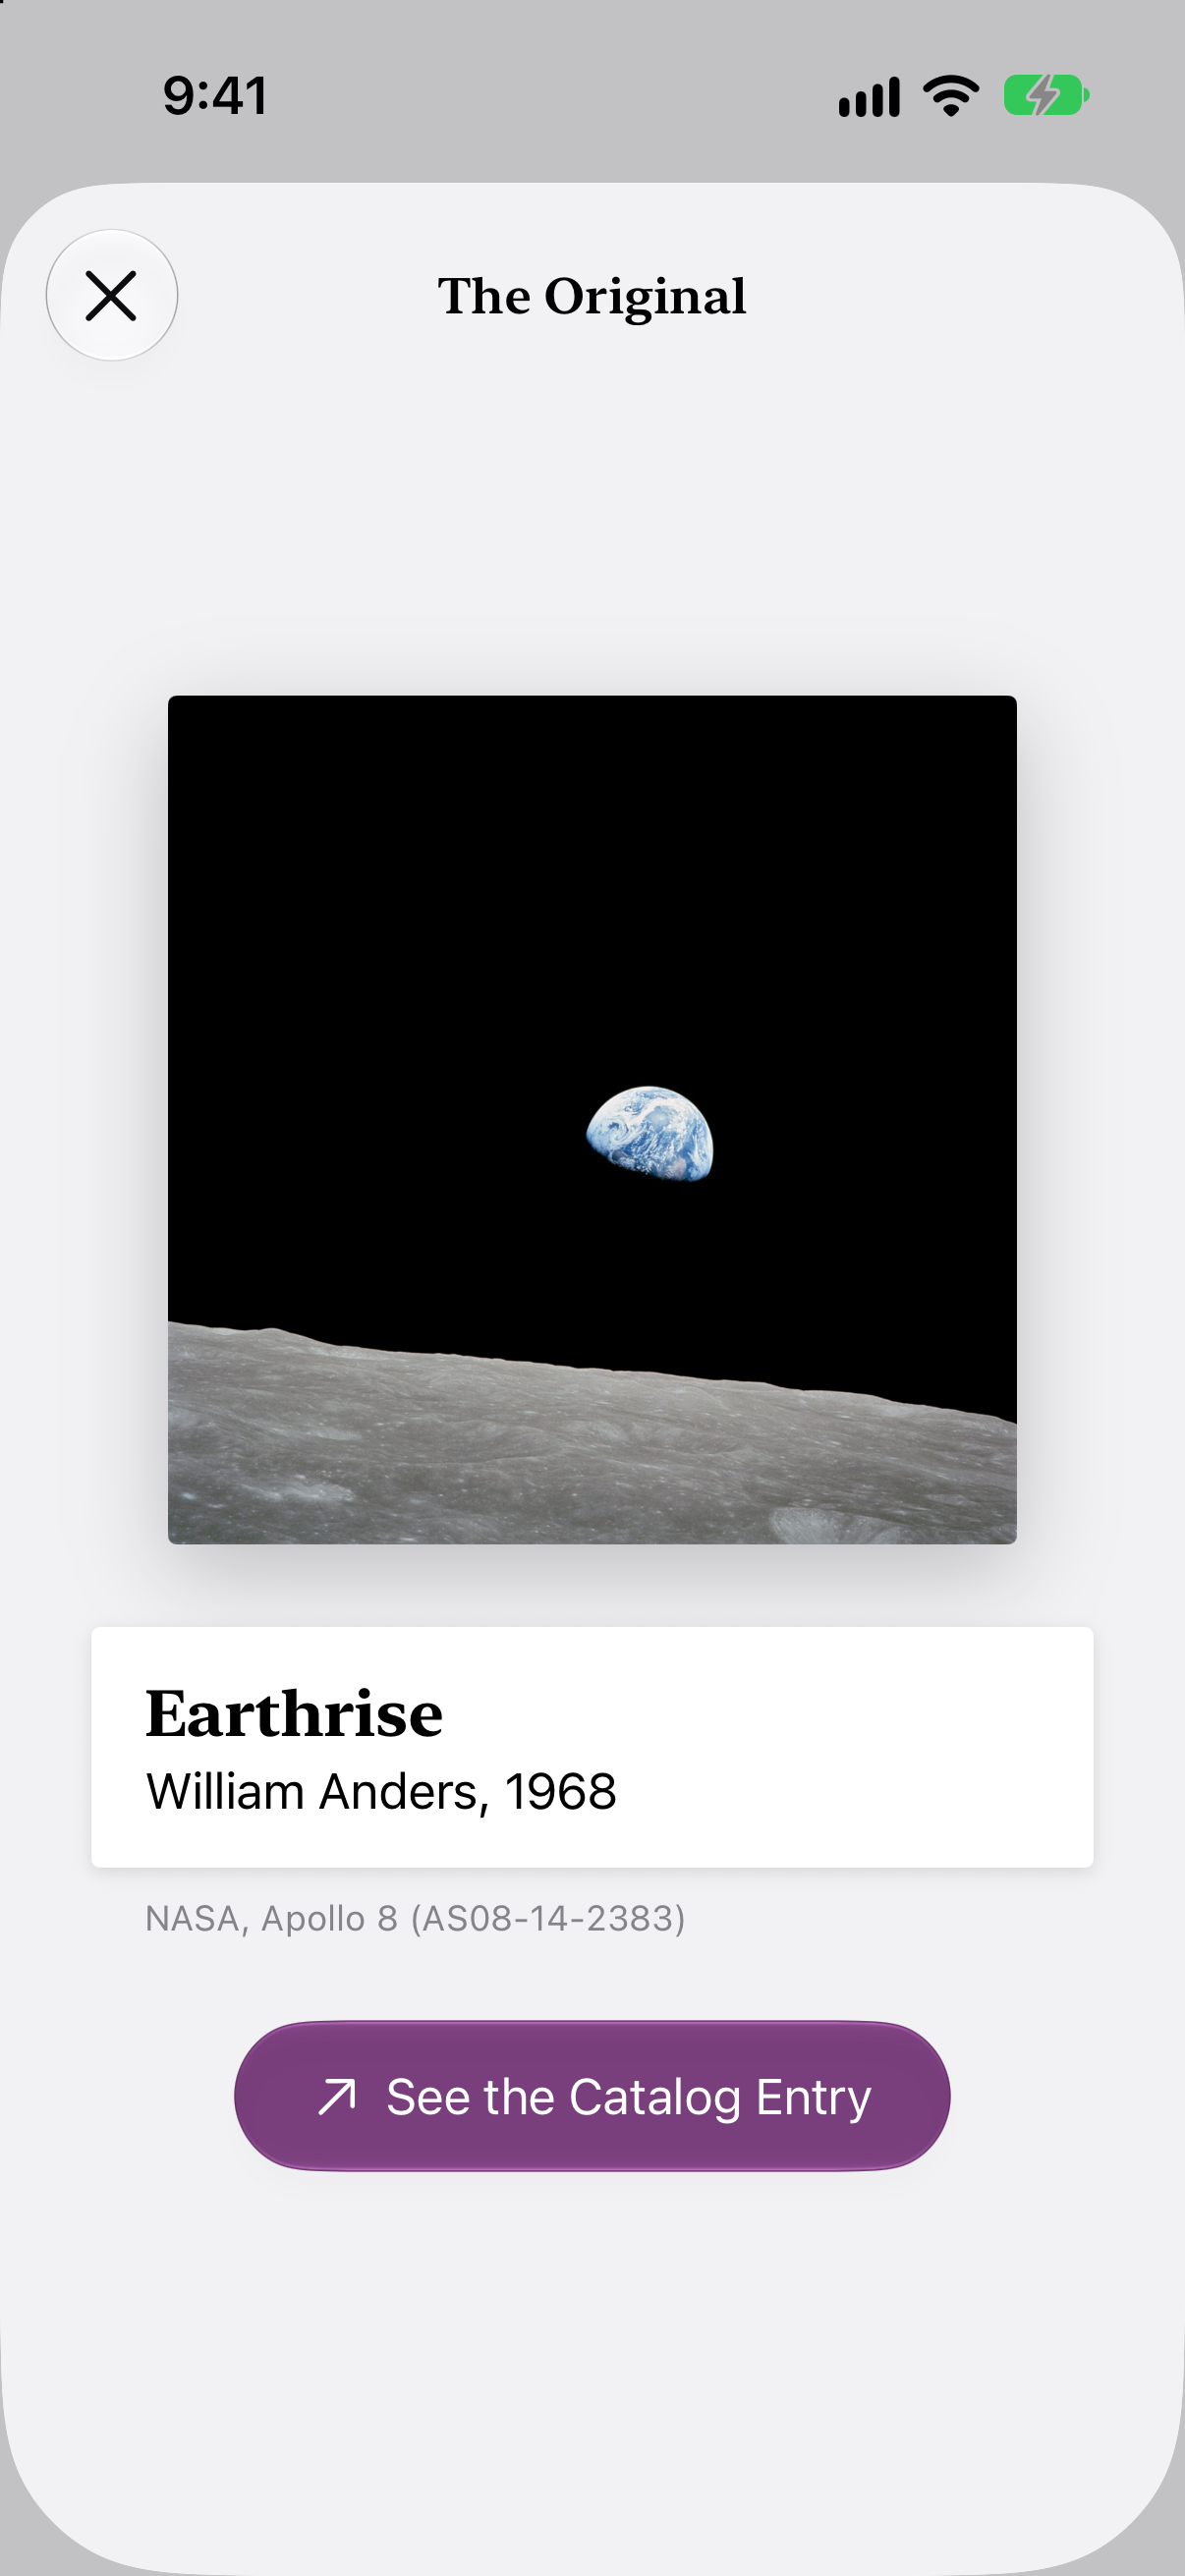 9:41
The Original
Earthrise
William Anders, 1968
NASA, Apollo 8 (AS08-14-2383)
See the Catalog Entry